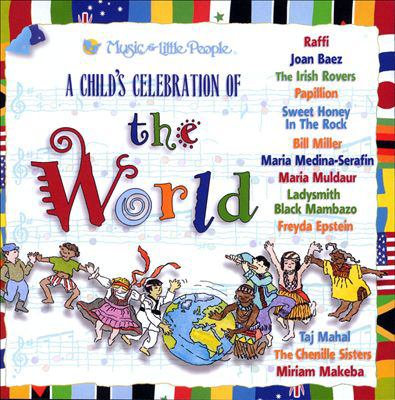 Music for Little People®
A CHILD'S CELEBRATION OF
the
World
Raffi
Joan Baez
The Irish Rovers
Papillion
Sweet Honey
In The Rock
Bill Miller
Maria Medina-Serafin
Maria Muldaur
Ladysmith
Black Mambazo
Freyda Epstein
Taj Mahal
The Chenille Sisters
Miriam Makeba